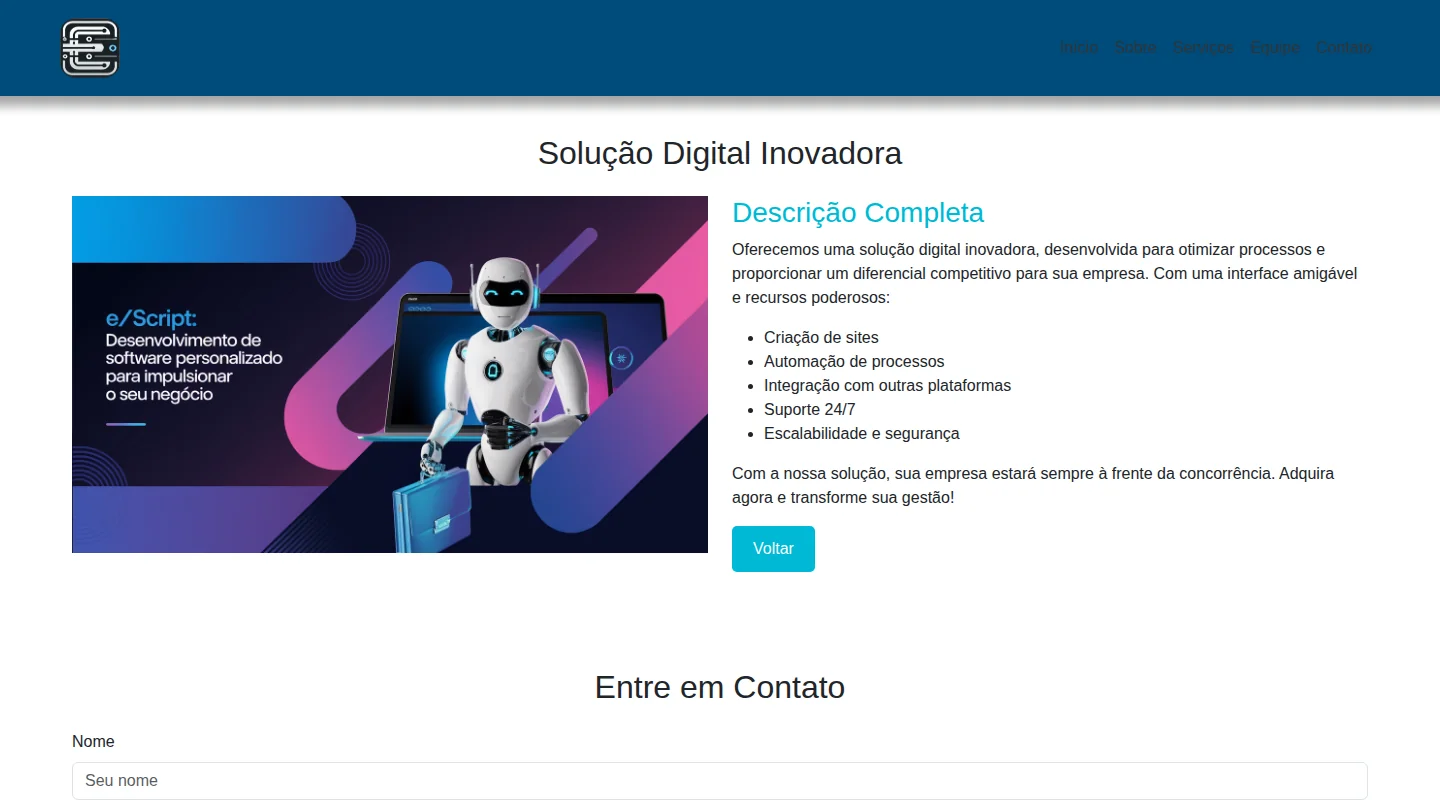 Início Sobre Serviços Equipe Contato
Solução Digital Inovadora
e/Script:
Desenvolvimento de
software personalizado
para impulsionar
o seu negócio
Descrição Completa
Oferecemos uma solução digital inovadora, desenvolvida para otimizar processos e
proporcionar um diferencial competitivo para sua empresa. Com uma interface amigável
e recursos poderosos:
Criação de sites
Automação de processos
Integração com outras plataformas
Suporte 24/7
Escalabilidade e segurança
Com a nossa solução, sua empresa estará sempre à frente da concorrência. Adquira
agora e transforme sua gestão!
Voltar
Entre em Contato
Nome
Seu nome